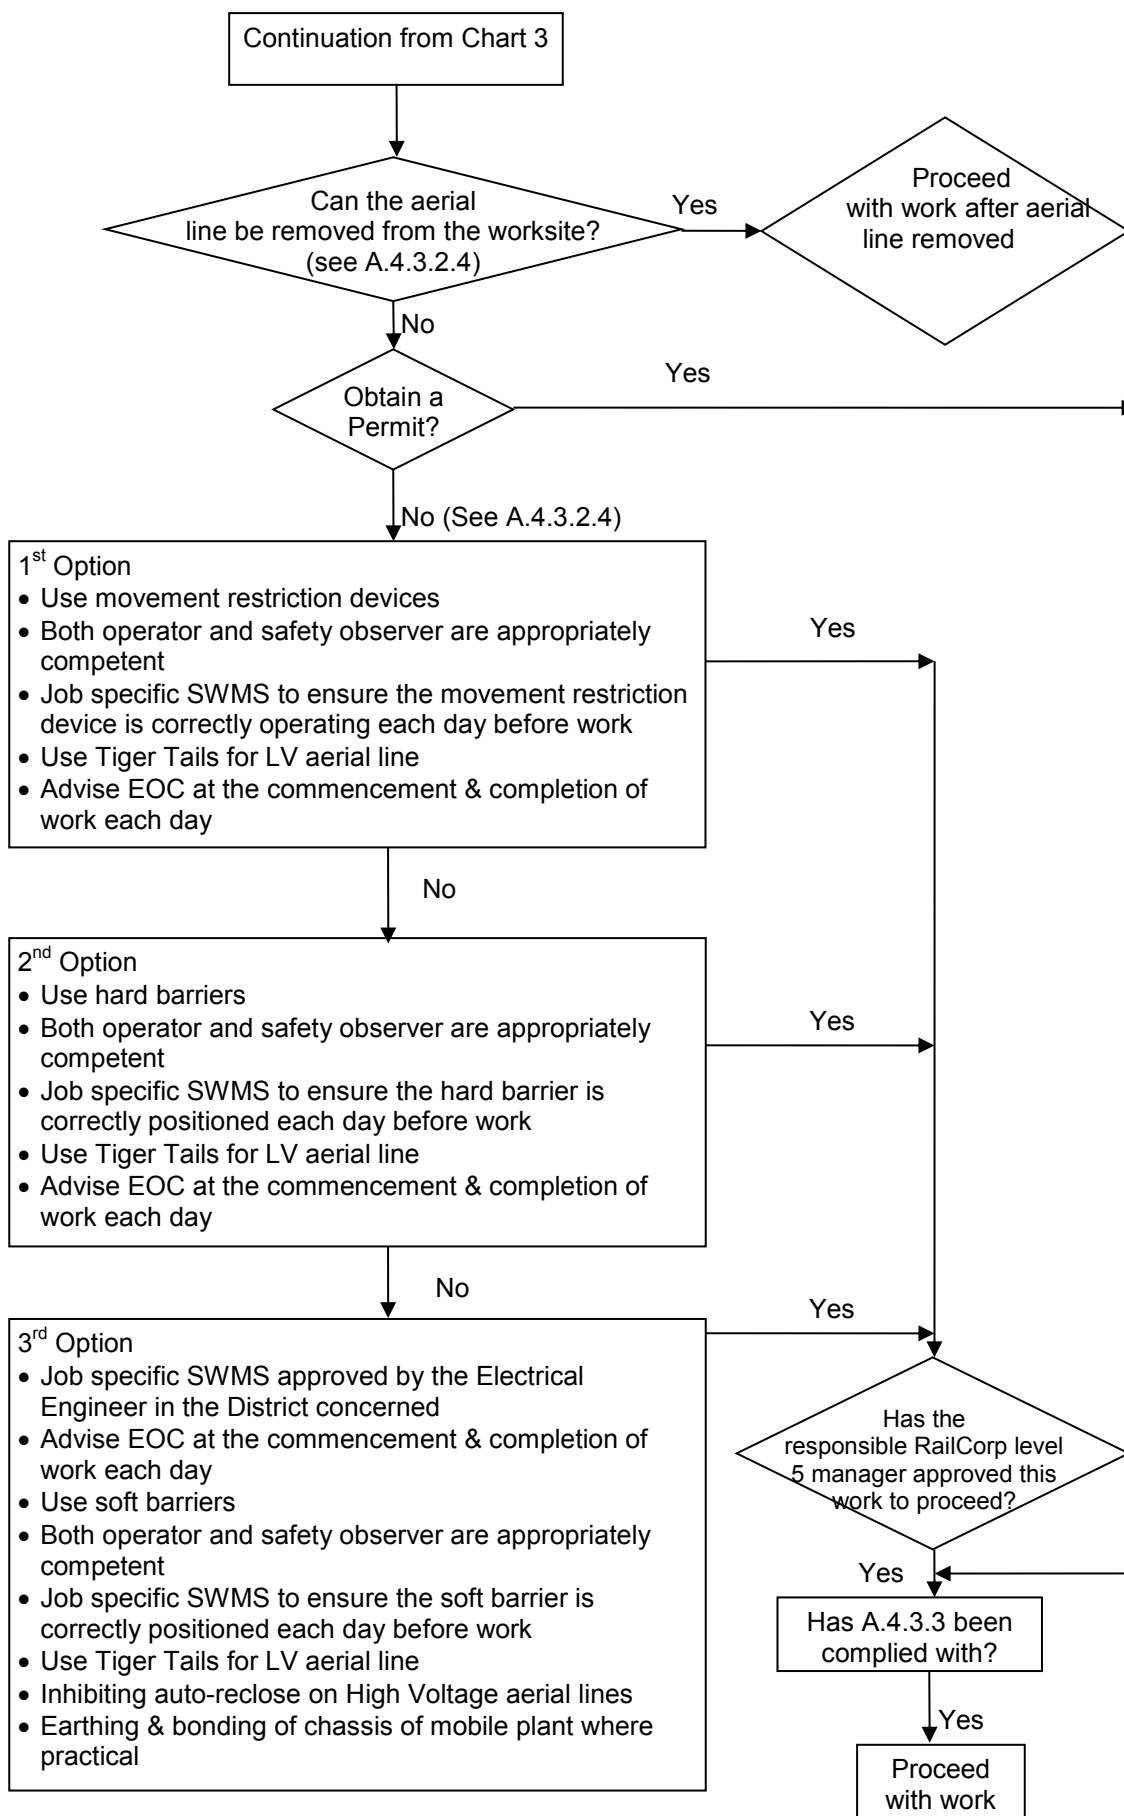 Continuation from Chart 3
Can the aerial
line be removed from the worksite?
(see A.4.3.2.4)
Yes
Proceed
with work after aerial
line removed
No
Obtain a
Permit?
Yes
No (See A.4.3.2.4)
1st Option
• Use movement restriction devices
• Both operator and safety observer are appropriately
competent
• Job specific SWMS to ensure the movement restriction
device is correctly operating each day before work
• Use Tiger Tails for LV aerial line
• Advise EOC at the commencement & completion of
work each day
Yes
No
2nd Option
• Use hard barriers
• Both operator and safety observer are appropriately
competent
• Job specific SWMS to ensure the hard barrier is
correctly positioned each day before work
• Use Tiger Tails for LV aerial line
• Advise EOC at the commencement & completion of
work each day
Yes
No
3rd Option
• Job specific SWMS approved by the Electrical
Engineer in the District concerned
• Advise EOC at the commencement & completion of
work each day
• Use soft barriers
• Both operator and safety observer are appropriately
competent
• Job specific SWMS to ensure the soft barrier is
correctly positioned each day before work
• Use Tiger Tails for LV aerial line
• Inhibiting auto-reclose on High Voltage aerial lines
• Earthing & bonding of chassis of mobile plant where
practical
Yes
Has the
responsible RailCorp level
5 manager approved this
work to proceed?
Yes
Has A.4.3.3 been
complied with?
Yes
Proceed
with work